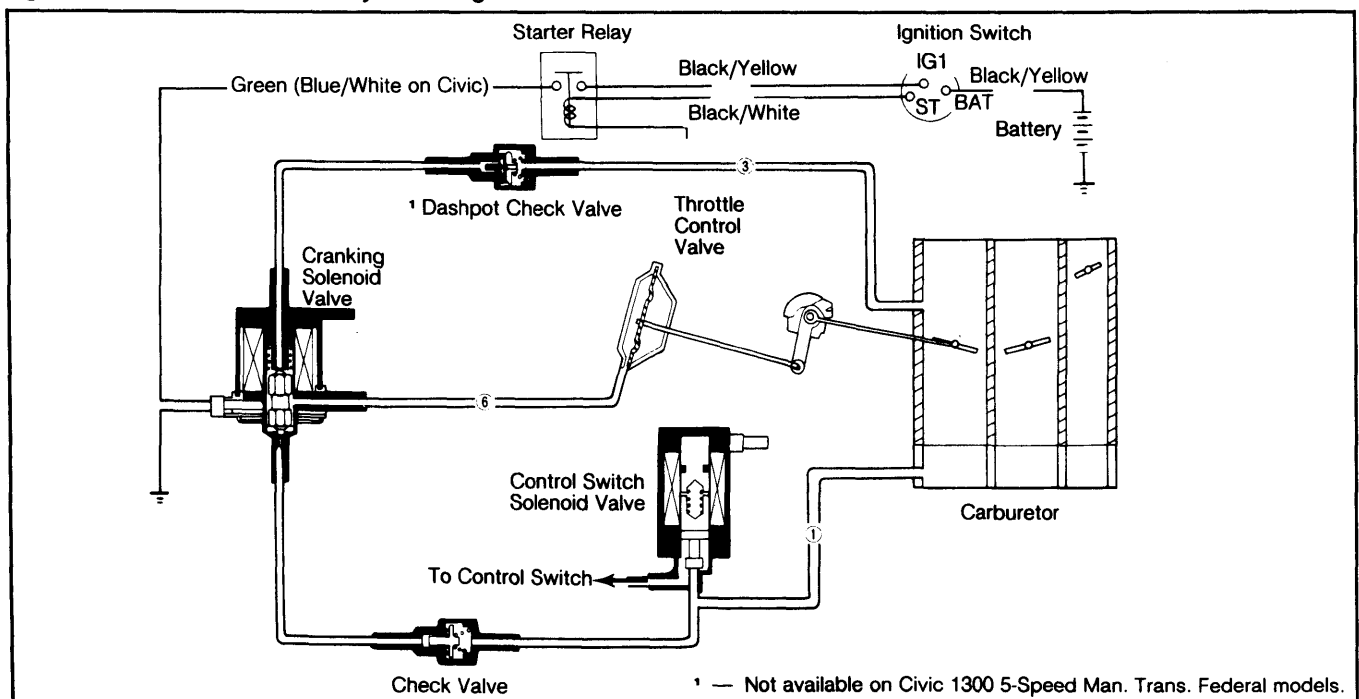 Starter Relay
Ignition Switch
IG1
Black/Yellow
Black/Yellow
Green (Blue/White on Civic)
ST
BAT
Black/White
Battery
3
¹ Dashpot Check Valve
Throttle
Control
Valve
Cranking
Solenoid
Valve
6
Control Switch
Solenoid Valve
Carburetor
1
To Control Switch
Check Valve
¹ — Not available on Civic 1300 5-Speed Man. Trans. Federal models.